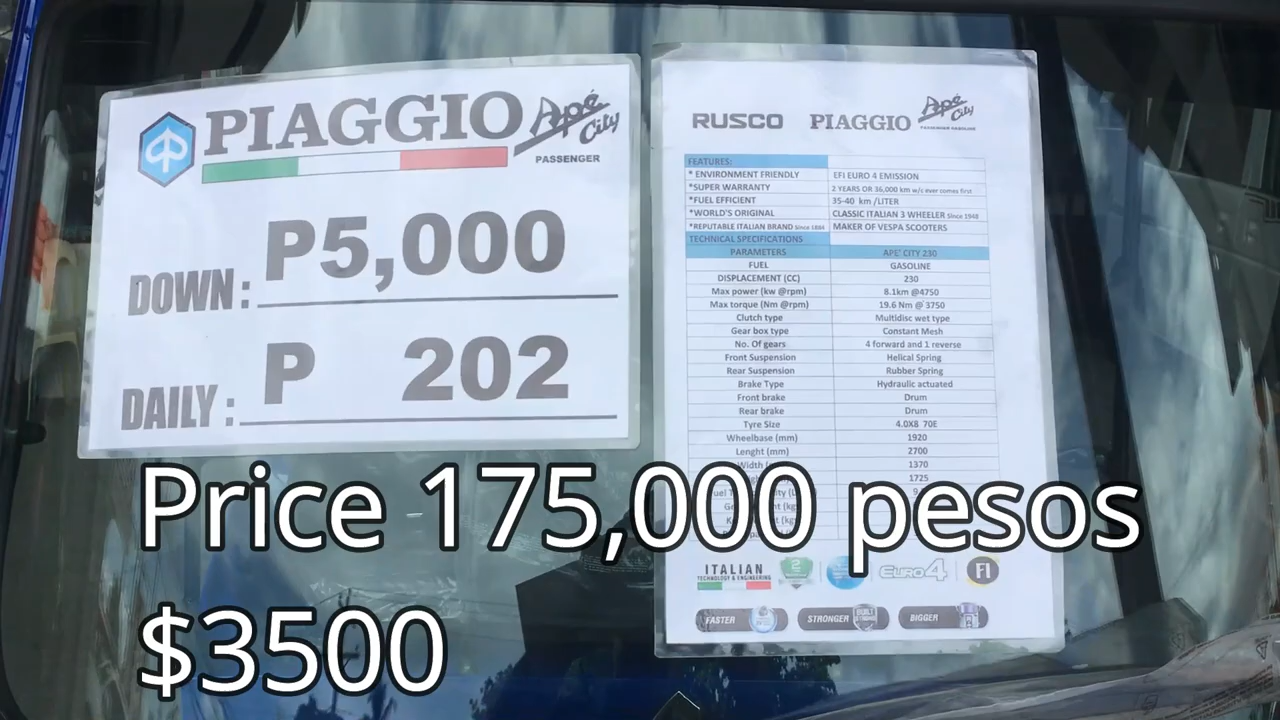 PIAGGIO Apé City
PASSENGER
DOWN: P5,000
DAILY: P 202
RUSCO PIAGGIO Apé City
PASSENGER GASOLINE
FEATURES:
* ENVIRONMENT FRIENDLY EFI EURO 4 EMISSION
*SUPER WARRANTY 2 YEARS OR 36,000 km w/c ever comes first
*FUEL EFFICIENT 35-40 km /LITER
*WORLD'S ORIGINAL CLASSIC ITALIAN 3 WHEELER Since 1948
*REPUTABLE ITALIAN BRAND Since 1884 MAKER OF VESPA SCOOTERS
TECHNICAL SPECIFICATIONS
PARAMETERS APE' CITY 230
FUEL GASOLINE
DISPLACEMENT (CC) 230
Max power (kw @rpm) 8.1km @4750
Max torque (Nm @rpm) 19.6 Nm @ 3750
Clutch type Multidisc wet type
Gear box type Constant Mesh
No. Of gears 4 forward and 1 reverse
Front Suspension Helical Spring
Rear Suspension Rubber Spring
Brake Type Hydraulic actuated
Front brake Drum
Rear brake Drum
Tyre Size 4.0X8 70E
Wheelbase (mm) 1920
Lenght (mm) 2700
Width 1370
1725
ITALIAN
TECHNOLOGY & ENGINEERING
2
EURO4
FI
FASTER STRONGER BUILT BIGGER
Price 175,000 pesos
$3500